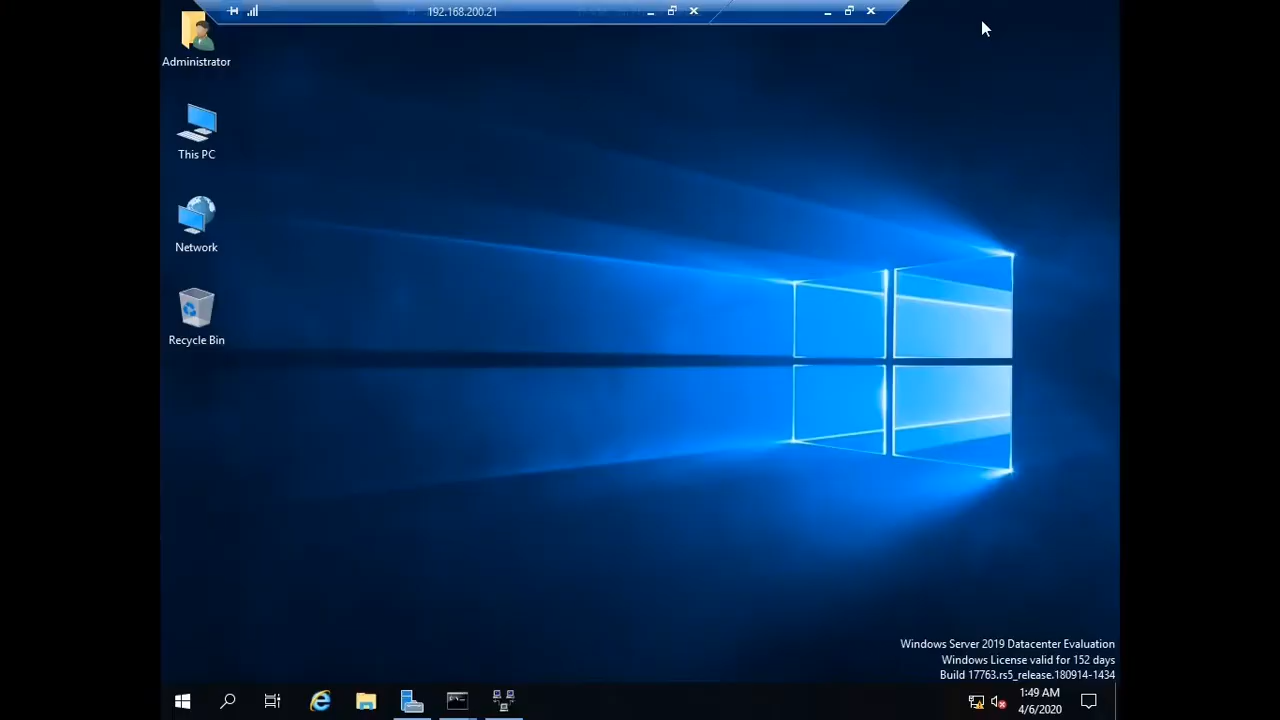 192.168.200.21
Administrator
This PC
Network
Recycle Bin
Windows Server 2019 Datacenter Evaluation
Windows License valid for 152 days
Build 17763.rs5_release.180914-1434
1:49 AM
4/6/2020